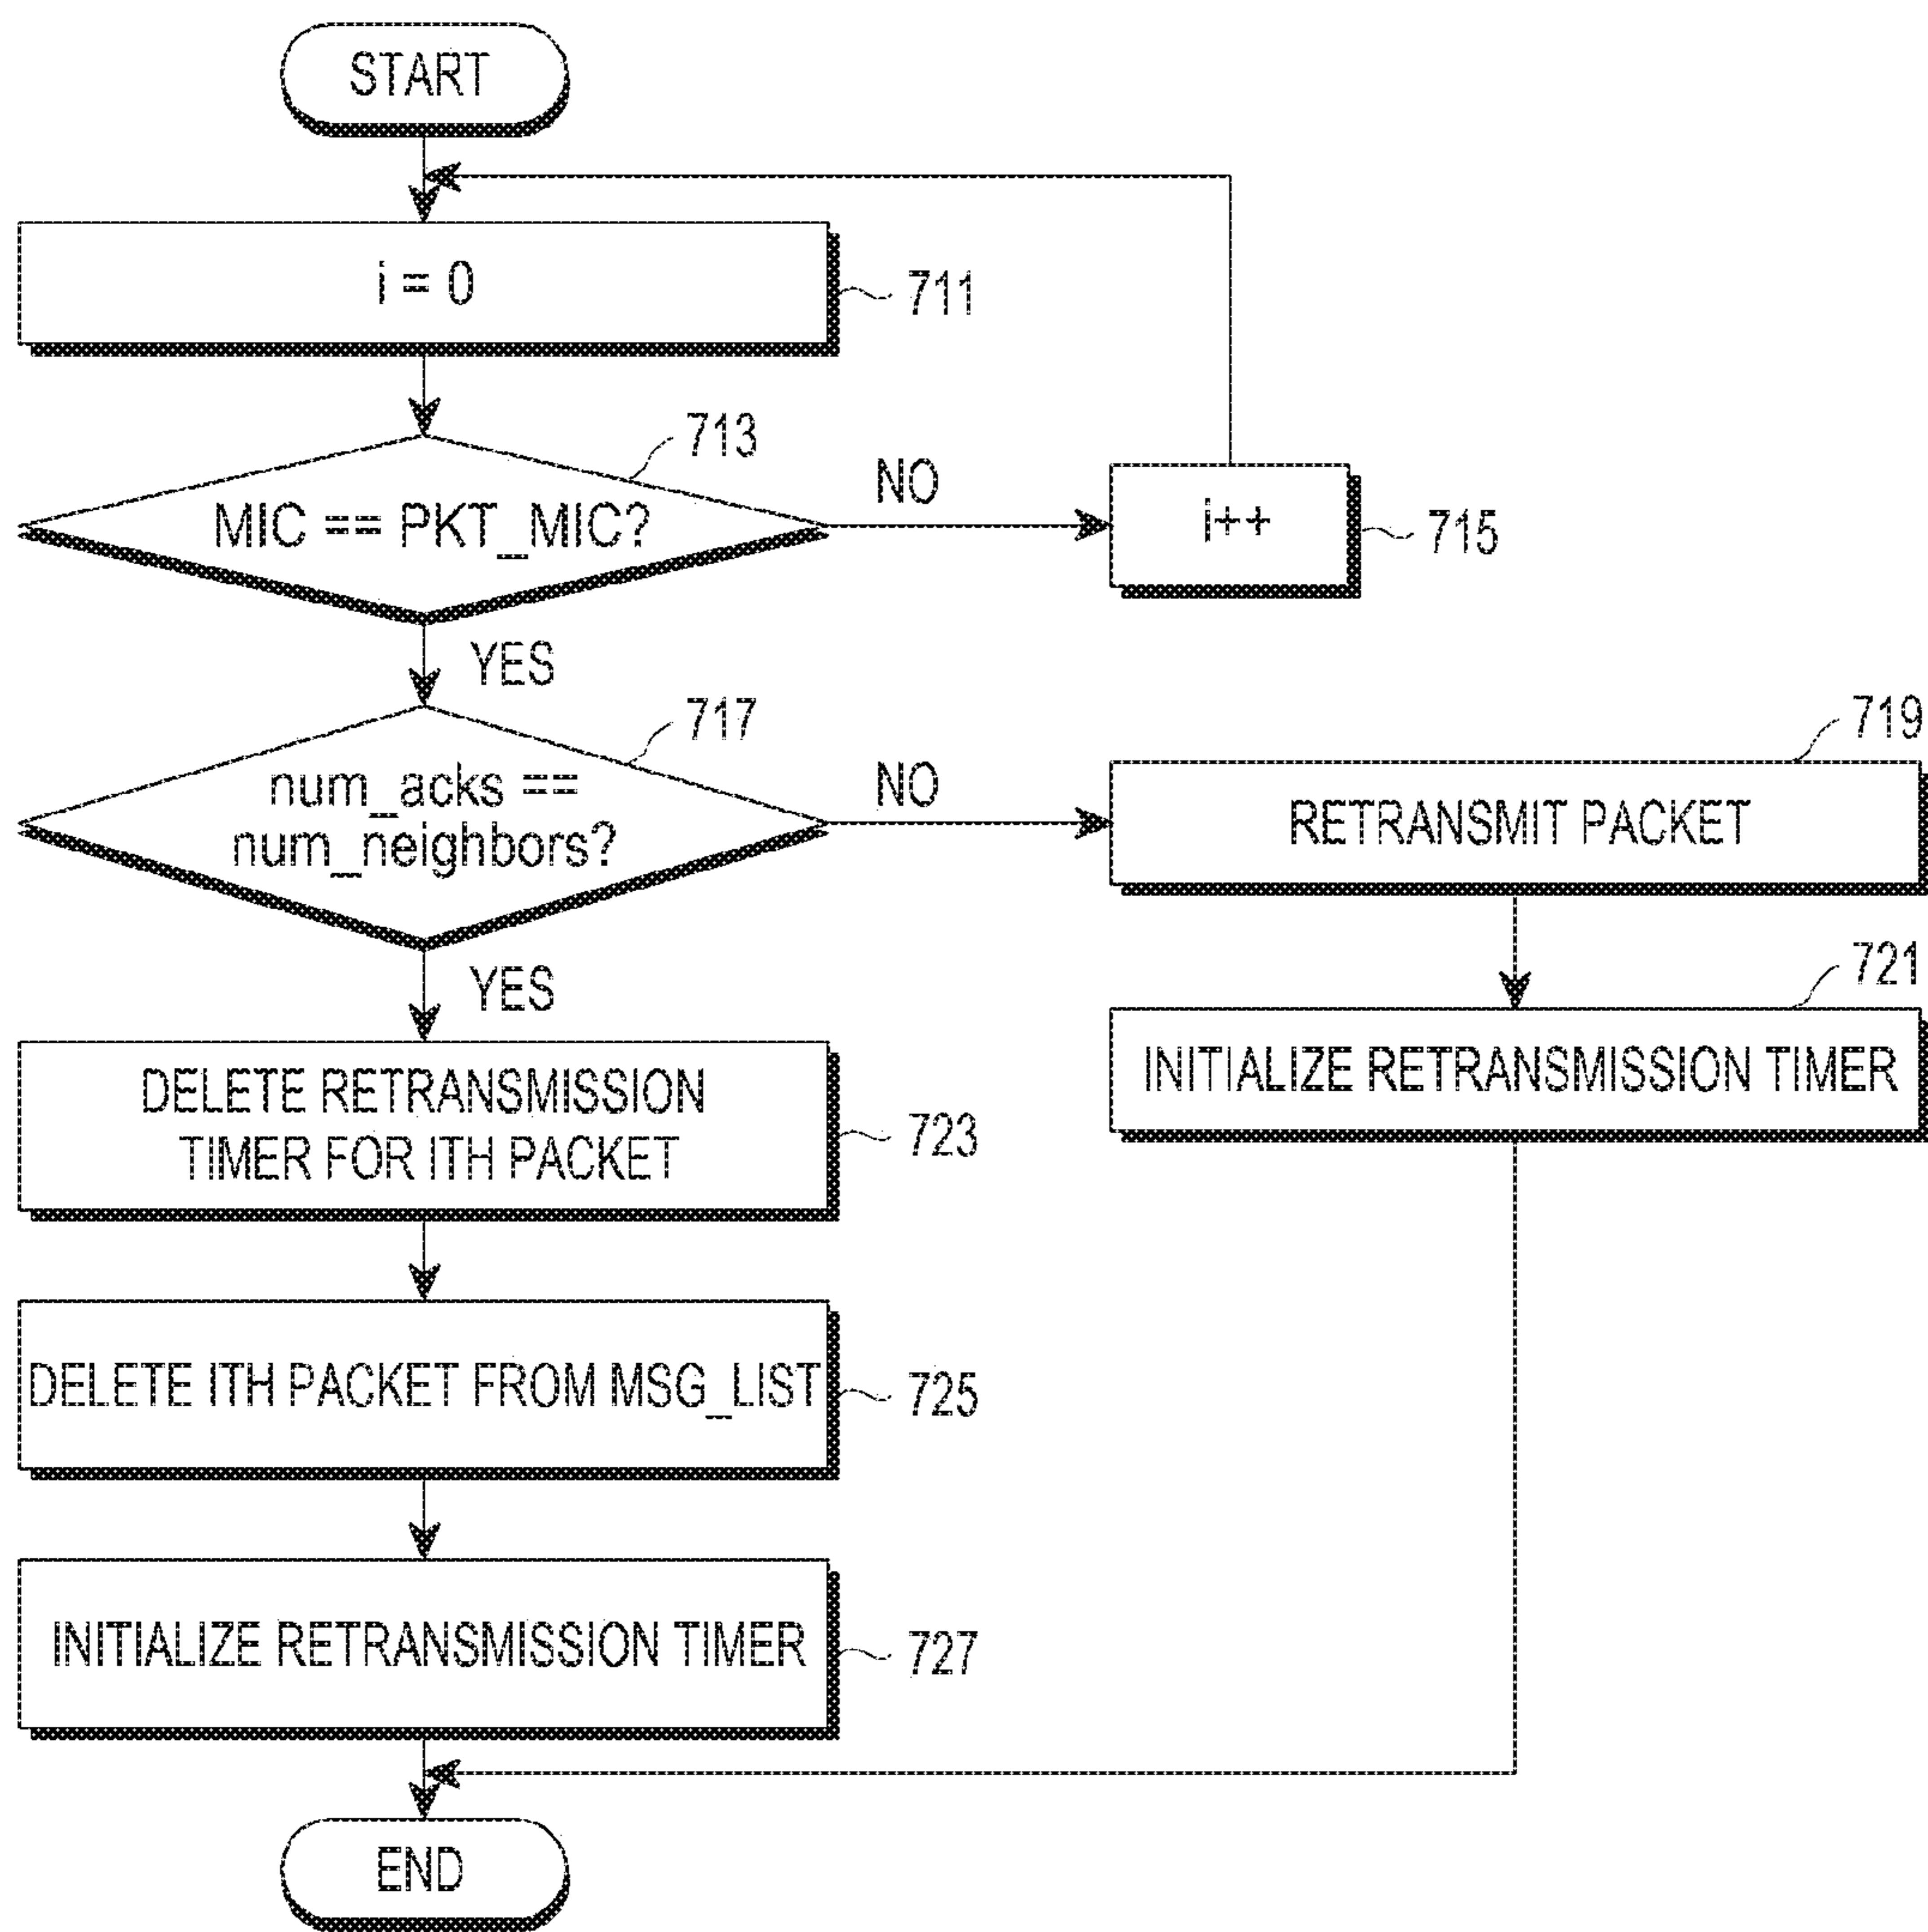 START
i = 0
711
713
MIC == PKT_MIC?
NO
i++
715
YES
717
num_acks ==
num_neighbors?
NO
719
RETRANSMIT PACKET
721
INITIALIZE RETRANSMISSION TIMER
YES
DELETE RETRANSMISSION
TIMER FOR ITH PACKET
723
DELETE ITH PACKET FROM MSG_LIST
725
INITIALIZE RETRANSMISSION TIMER
727
END